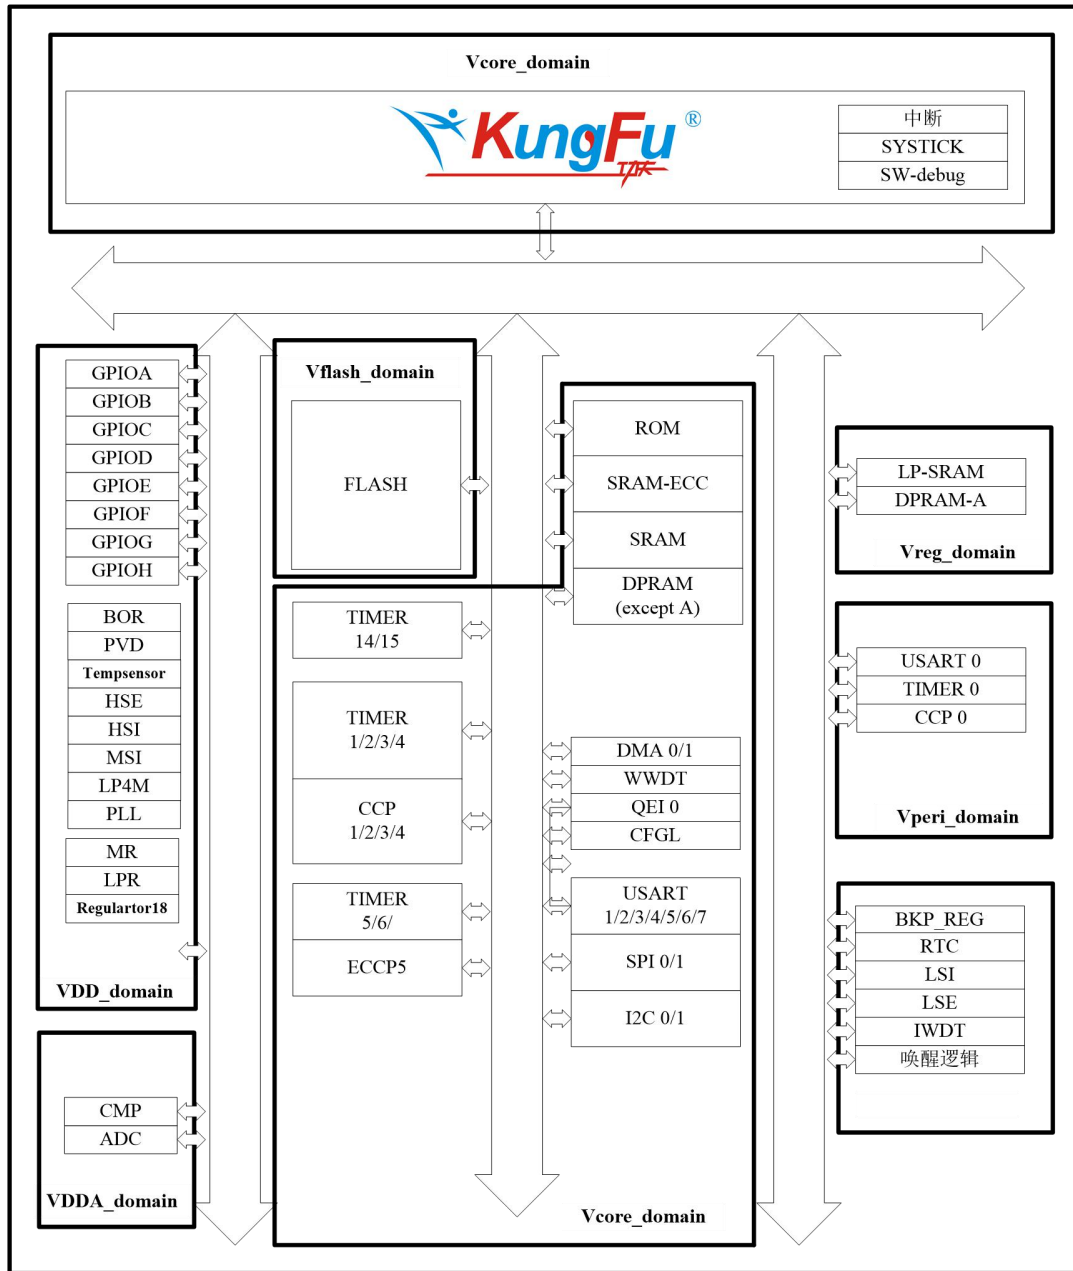 Vcore_domain
KungFu ®
中断
SYSTICK
SW-debug
GPIOA
GPIOB
GPIOC
GPIOD
GPIOE
GPIOF
GPIOG
GPIOH
BOR
PVD
Tempsensor
HSE
HSI
MSI
LP4M
PLL
MR
LPR
Regulartor18
VDD_domain
CMP
ADC
VDDA_domain
Vflash_domain
FLASH
TIMER
14/15
TIMER
1/2/3/4
CCP
1/2/3/4
TIMER
5/6/
ECCP5
ROM
SRAM-ECC
SRAM
DPRAM
(except A)
DMA 0/1
WWDT
QEI 0
CFGL
USART
1/2/3/4/5/6/7
SPI 0/1
I2C 0/1
Vcore_domain
LP-SRAM
DPRAM-A
Vreg_domain
USART 0
TIMER 0
CCP 0
Vperi_domain
BKP_REG
RTC
LSI
LSE
IWDT
唤醒逻辑